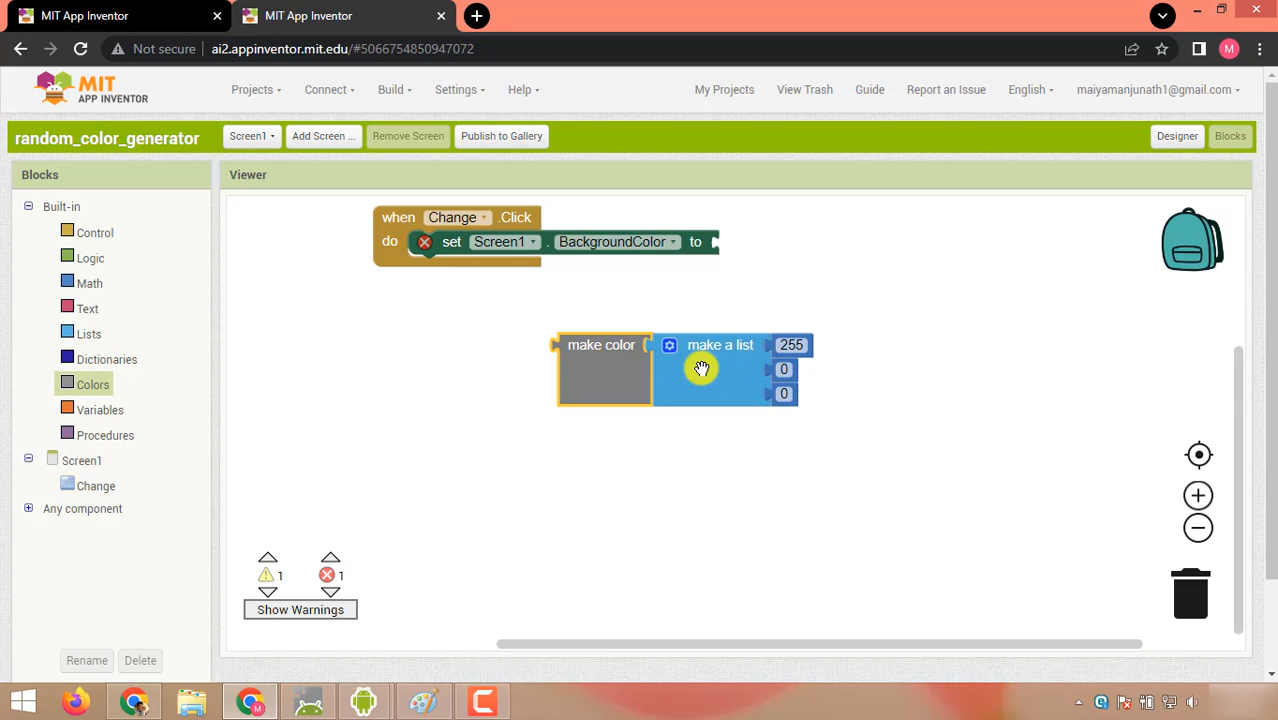 MIT App Inventor
MIT App Inventor
Not secure
ai2.appinventor.mit.edu/#5066754850947072
M
MIT
APP INVENTOR
Projects
Connect
Build
Settings
Help
My Projects
View Trash
Guide
Report an Issue
English
maiyamanjunath1@gmail.com
random_color_generator
Screen1
Add Screen ...
Remove Screen
Publish to Gallery
Designer
Blocks
Blocks
Viewer
Built-in
Control
Logic
Math
Text
Lists
Dictionaries
Colors
Variables
Procedures
Screen1
Change
Any component
Rename
Delete
when Change .Click
do set Screen1 . BackgroundColor to
make color make a list 255
0
0
1
1
Show Warnings
M